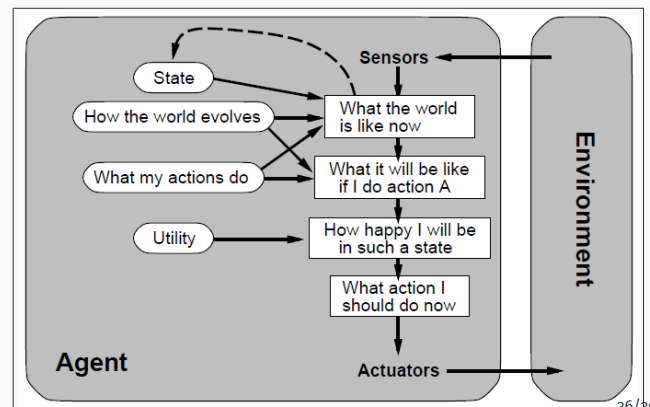 Sensors
State
What the world
is like now
How the world evolves
What it will be like
if I do action A
What my actions do
How happy I will be
in such a state
Utility
What action I
should do now
Agent
Actuators
Environment